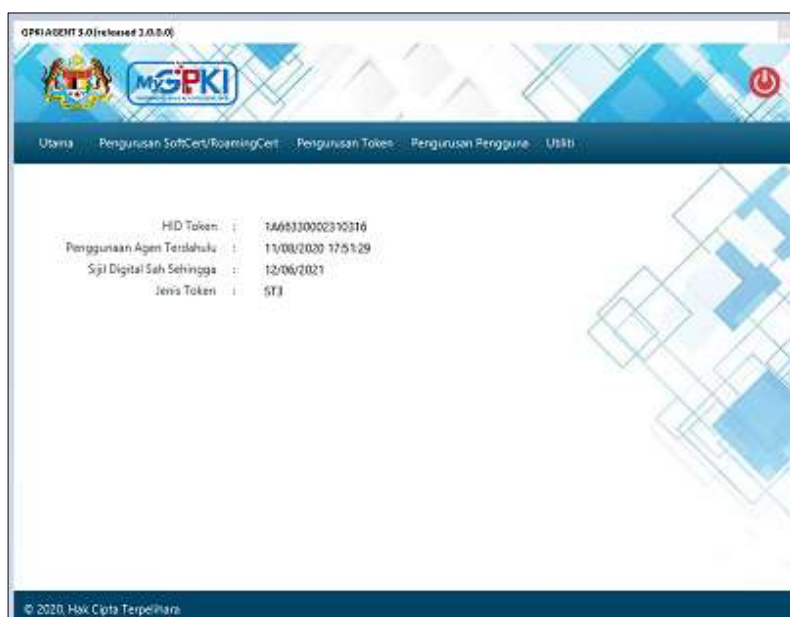 GPKI AGENT 3.0 (released 3.0.0.0)
MyGPKI
Utama Pengurusan SoftCert/RoamingCert Pengurusan Token Pengurusan Pengguna Utiliti
HID Token : 1A66330002310316
Penggunaan Agen Terdahulu : 11/08/2020 17:51:29
Sijil Digital Sah Sehingga : 12/06/2021
Jenis Token : ST3
© 2020, Hak Cipta Terpelihara